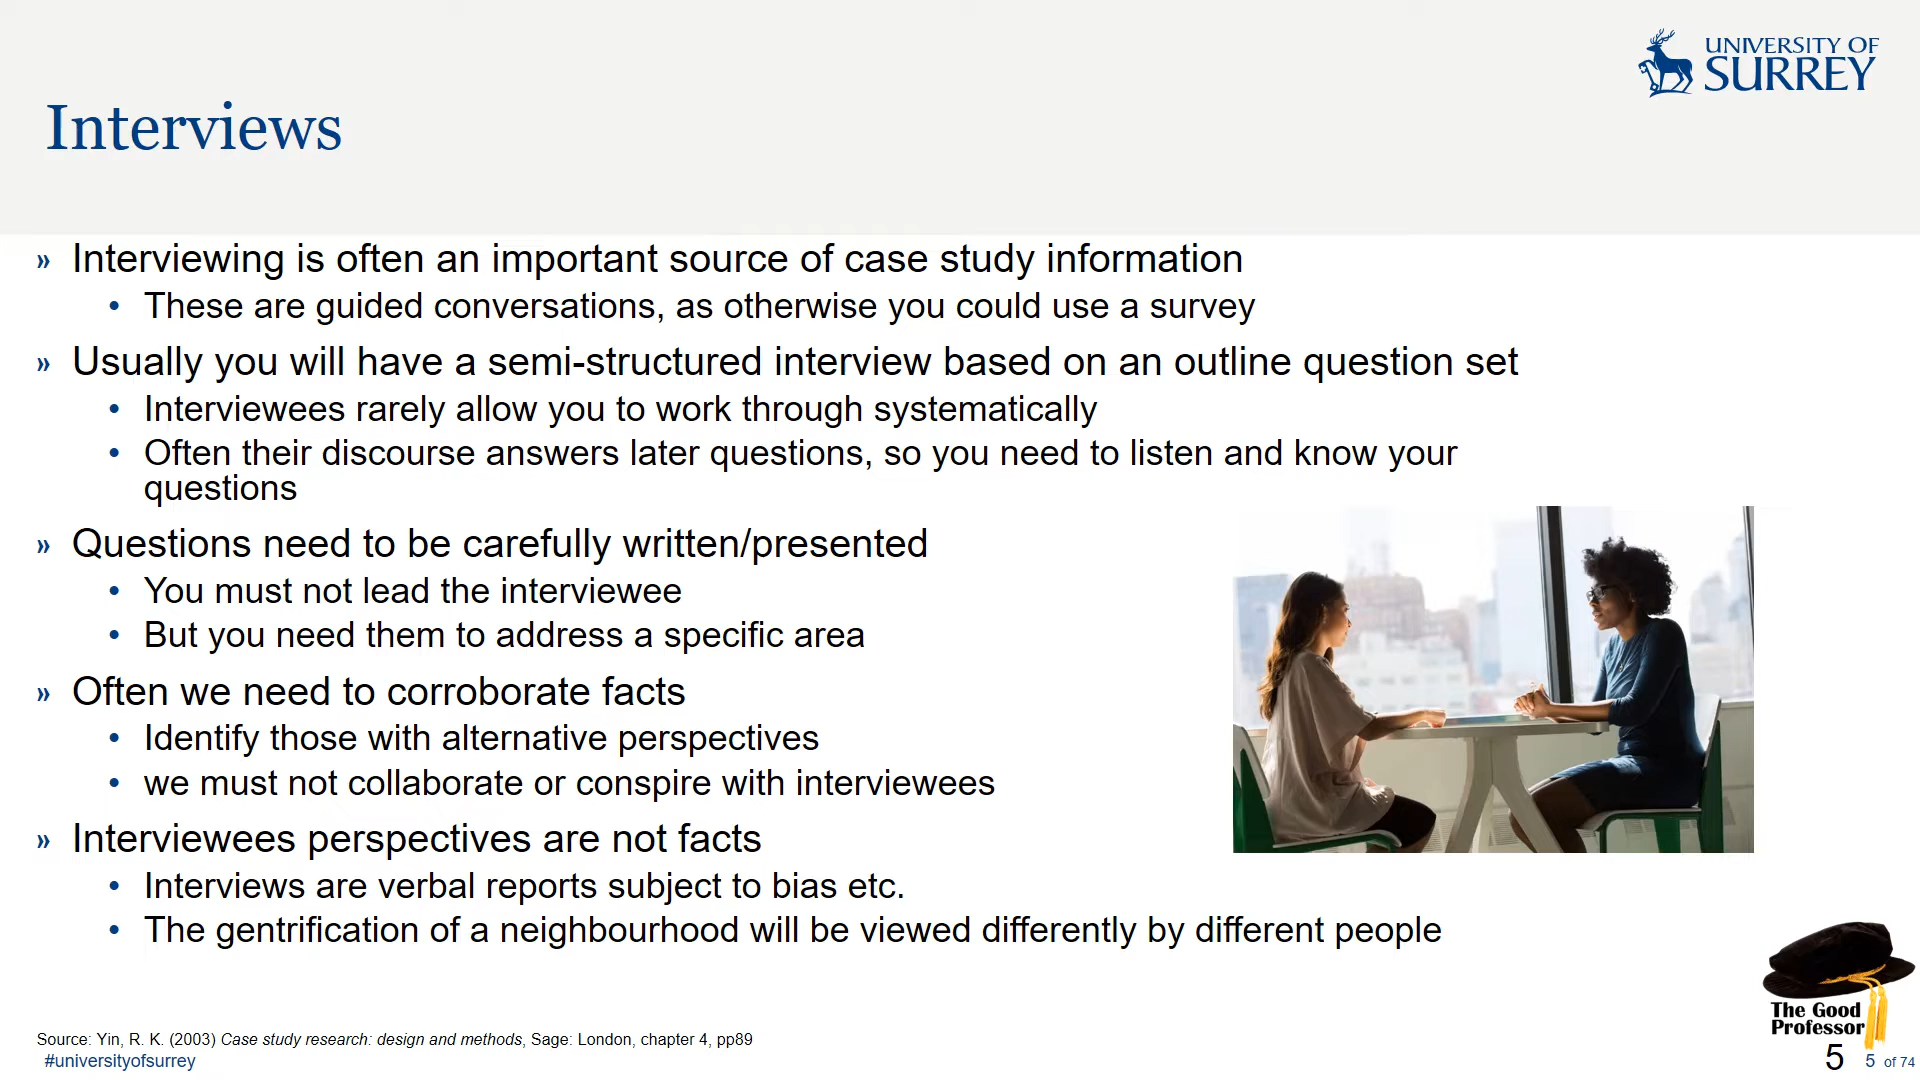 UNIVERSITY OF
SURREY
Interviews
» Interviewing is often an important source of case study information
• These are guided conversations, as otherwise you could use a survey
» Usually you will have a semi-structured interview based on an outline question set
• Interviewees rarely allow you to work through systematically
• Often their discourse answers later questions, so you need to listen and know your
questions
» Questions need to be carefully written/presented
• You must not lead the interviewee
• But you need them to address a specific area
» Often we need to corroborate facts
• Identify those with alternative perspectives
• we must not collaborate or conspire with interviewees
» Interviewees perspectives are not facts
• Interviews are verbal reports subject to bias etc.
• The gentrification of a neighbourhood will be viewed differently by different people
The Good
Professor
Source: Yin, R. K. (2003) Case study research: design and methods, Sage: London, chapter 4, pp89
#universityofsurrey
5 5 of 74